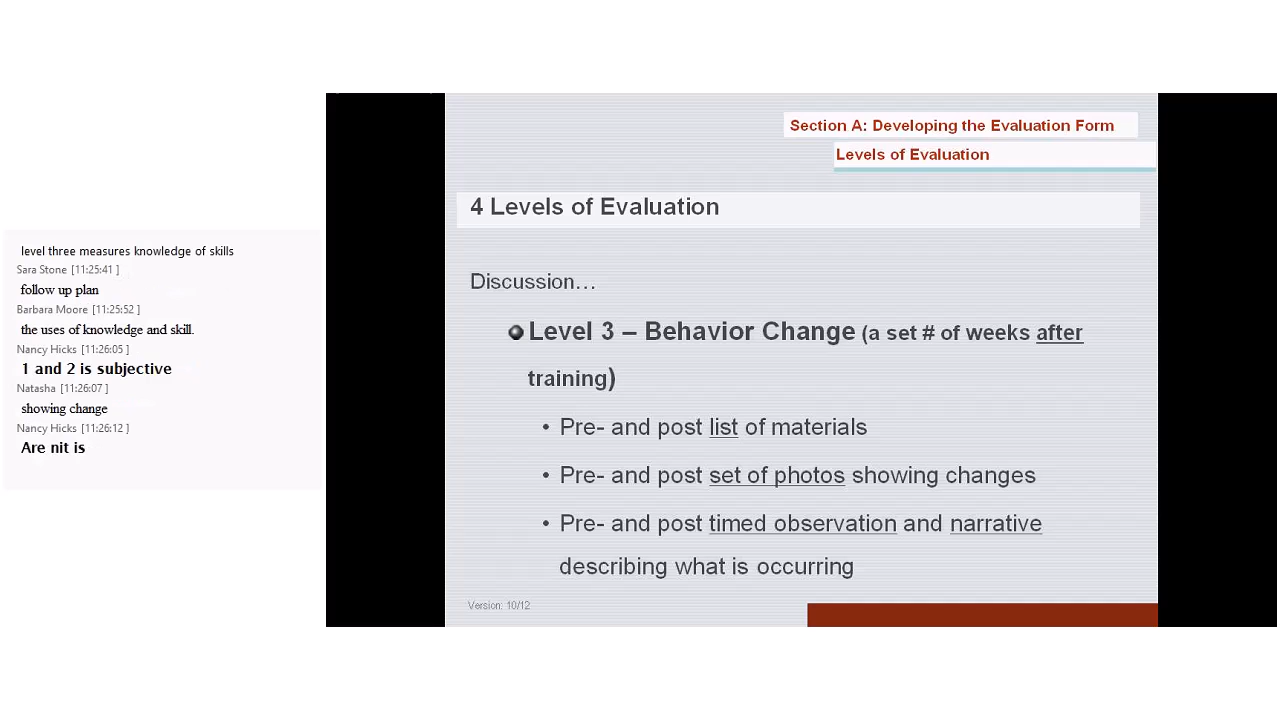 level three measures knowledge of skills
Sara Stone [11:25:41 ]
follow up plan
Barbara Moore [11:25:52 ]
the uses of knowledge and skill.
Nancy Hicks [11:26:05 ]
1 and 2 is subjective
Natasha [11:26:07 ]
showing change
Nancy Hicks [11:26:12 ]
Are nit is
Section A: Developing the Evaluation Form
Levels of Evaluation
4 Levels of Evaluation
Discussion…
Level 3 – Behavior Change (a set # of weeks after
training)
• Pre- and post list of materials
• Pre- and post set of photos showing changes
• Pre- and post timed observation and narrative
describing what is occurring
Version: 10/12